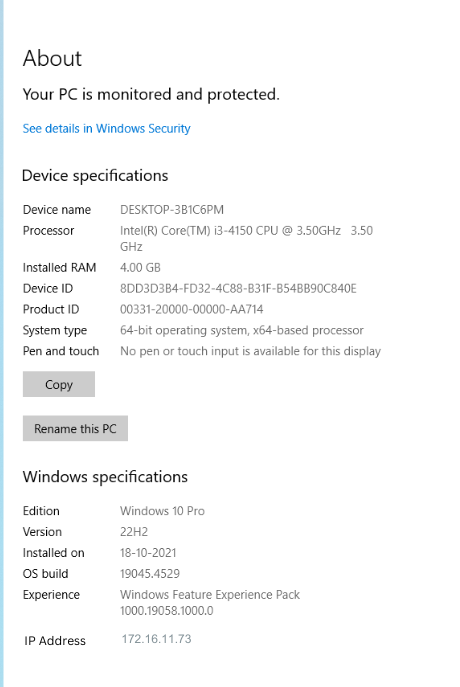 About
Your PC is monitored and protected.
See details in Windows Security
Device specifications
Device name DESKTOP-3B1C6PM
Processor Intel(R) Core(TM) i3-4150 CPU @ 3.50GHz 3.50
GHz
Installed RAM 4.00 GB
Device ID 8DD3D3B4-FD32-4C88-B31F-B54BB90C840E
Product ID 00331-20000-00000-AA714
System type 64-bit operating system, x64-based processor
Pen and touch No pen or touch input is available for this display
Copy
Rename this PC
Windows specifications
Edition Windows 10 Pro
Version 22H2
Installed on 18-10-2021
OS build 19045.4529
Experience Windows Feature Experience Pack
1000.19058.1000.0
IP Address 172.16.11.73